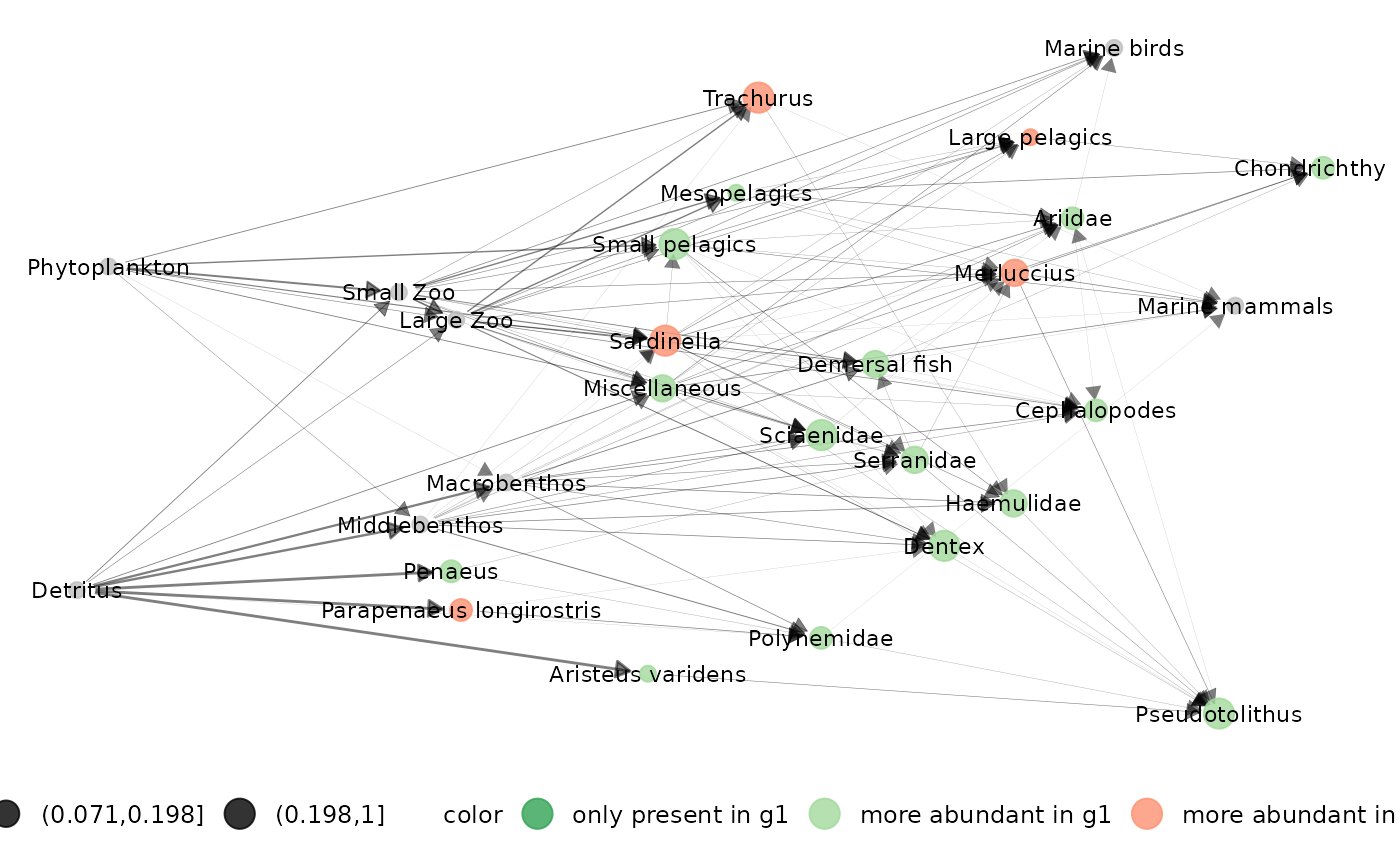 Marine birds
Trachurus
Large pelagics
Chondrichthy
Mesopelagics
Ariidae
Small pelagics
Phytoplankton
Merluccius
Small Zoo
Marine mammals
Large Zoo
Sardinella
Demersal fish
Miscellaneous
Cephalopodes
Sciaenidae
Serranidae
Macrobenthos
Haemulidae
Middlebenthos
Dentex
Penaeus
Detritus
Parapenaeus longirostris
Polynemidae
Aristeus varidens
Pseudotolithus
(0.071,0.198] (0.198,1] color only present in g1 more abundant in g1 more abundant in